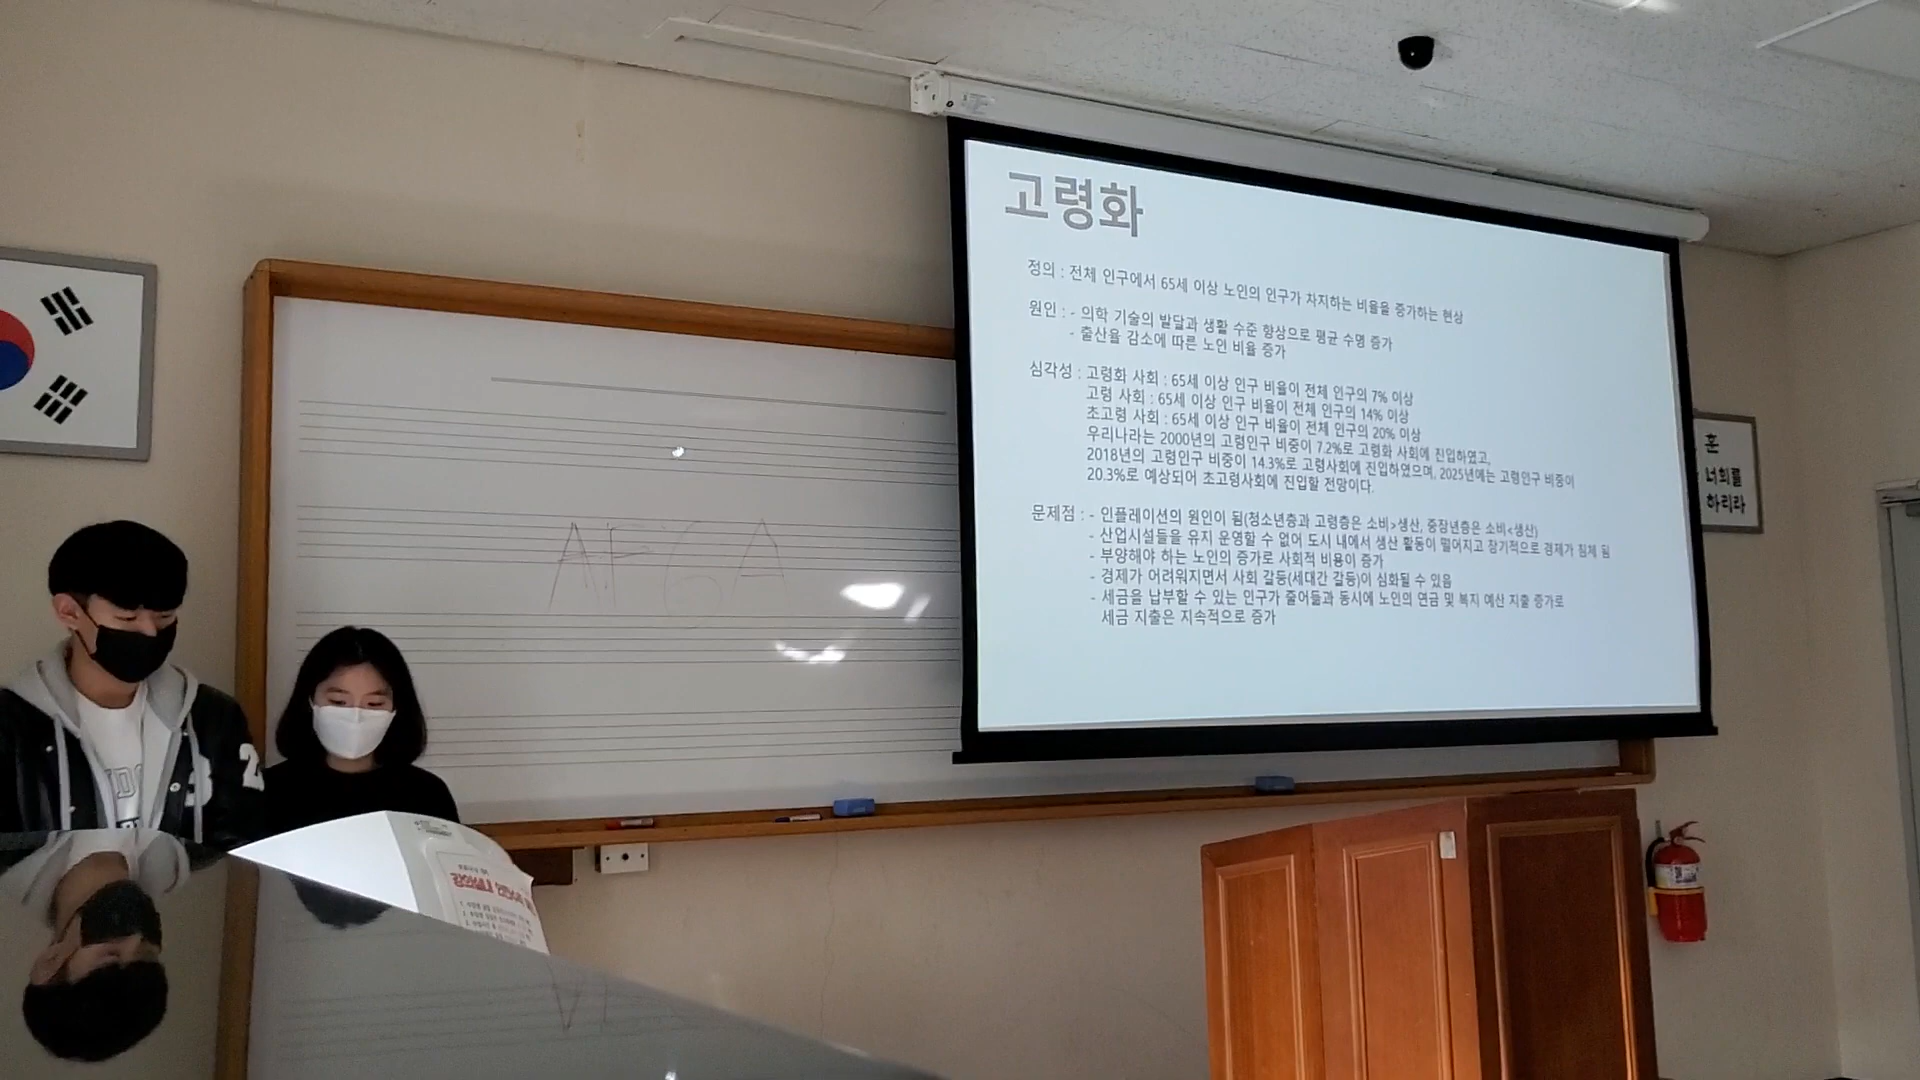 고령화
정의 : 전체 인구에서 65세 이상 노인의 인구가 차지하는 비율을 증가하는 현상
원인 : - 의학 기술의 발달과 생활 수준 향상으로 평균 수명 증가
- 출산율 감소에 따른 노인 비율 증가
심각성 : 고령화 사회 : 65세 이상 인구 비율이 전체 인구의 7% 이상
고령 사회 : 65세 이상 인구 비율이 전체 인구의 14% 이상
초고령 사회 : 65세 이상 인구 비율이 전체 인구의 20% 이상
우리나라는 2000년의 고령인구 비중이 7.2%로 고령화 사회에 진입하였고,
2018년의 고령인구 비중이 14.3%로 고령사회에 진입하였으며, 2025년에는 고령인구 비중이
20.3%로 예상되어 초고령사회에 진입할 전망이다.
문제점 : - 인플레이션의 원인이 됨(청소년층과 고령층은 소비>생산, 중장년층은 소비<생산)
- 산업시설들을 유지 운영할 수 없어 도시 내에서 생산 활동이 떨어지고 장기적으로 경제가 침체 됨
- 부양해야 하는 노인의 증가로 사회적 비용이 증가
- 경제가 어려워지면서 사회 갈등(세대간 갈등)이 심화될 수 있음
- 세금을 납부할 수 있는 인구가 줄어듦과 동시에 노인의 연금 및 복지 예산 지출 증가로
세금 지출은 지속적으로 증가
훈
너희를
하리라
AFGA
2